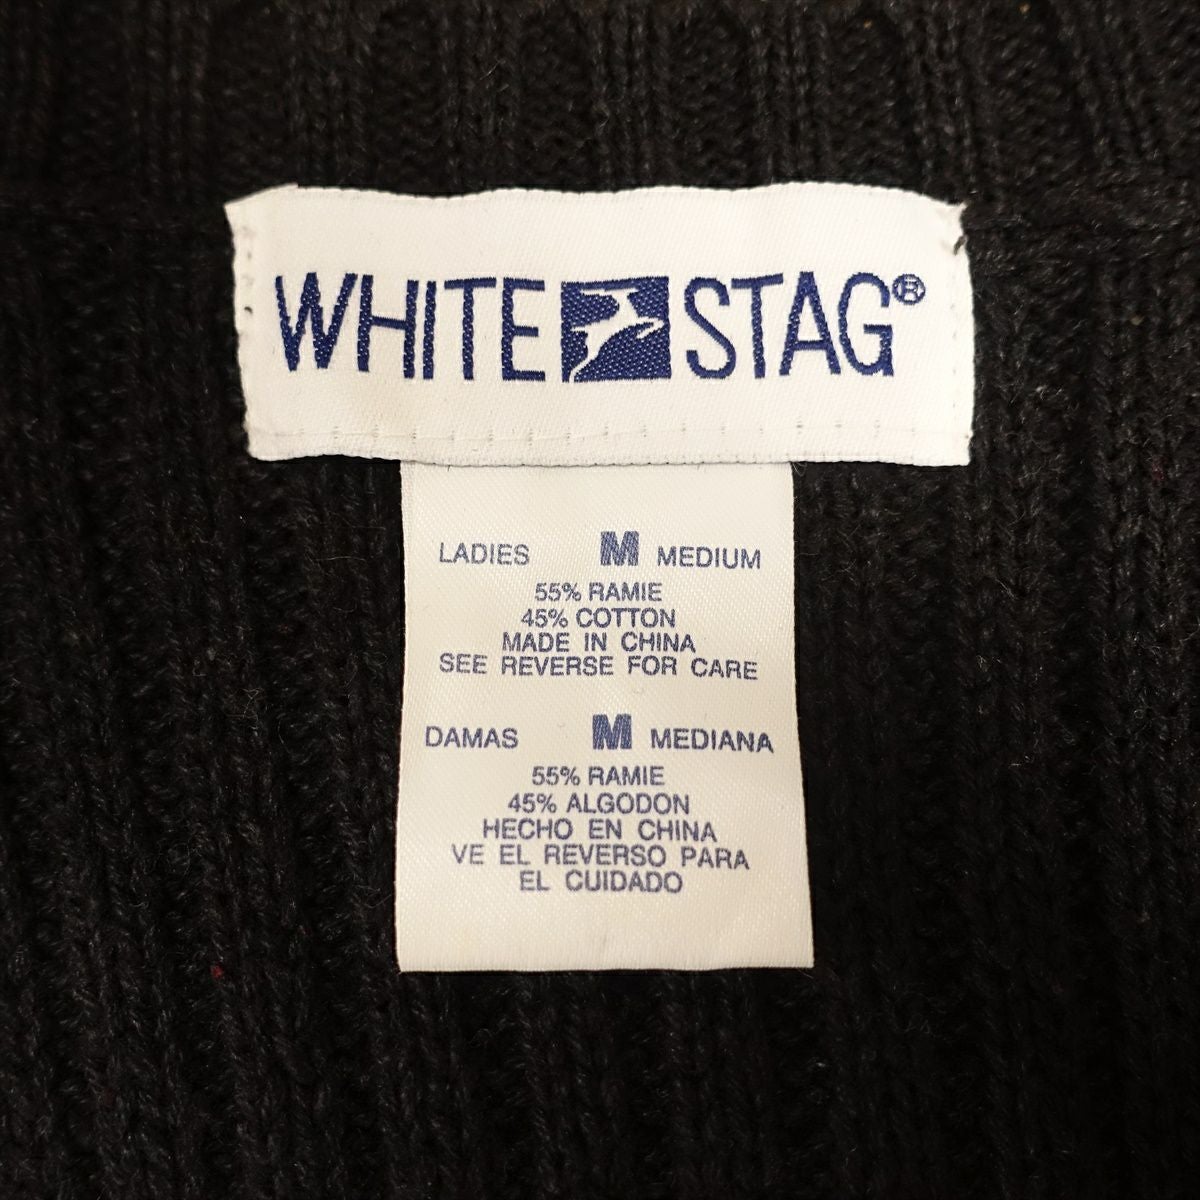 WHITE STAG®
LADIES M MEDIUM
55% RAMIE
45% COTTON
MADE IN CHINA
SEE REVERSE FOR CARE
DAMAS M MEDIANA
55% RAMIE
45% ALGODON
HECHO EN CHINA
VE EL REVERSO PARA
EL CUIDADO